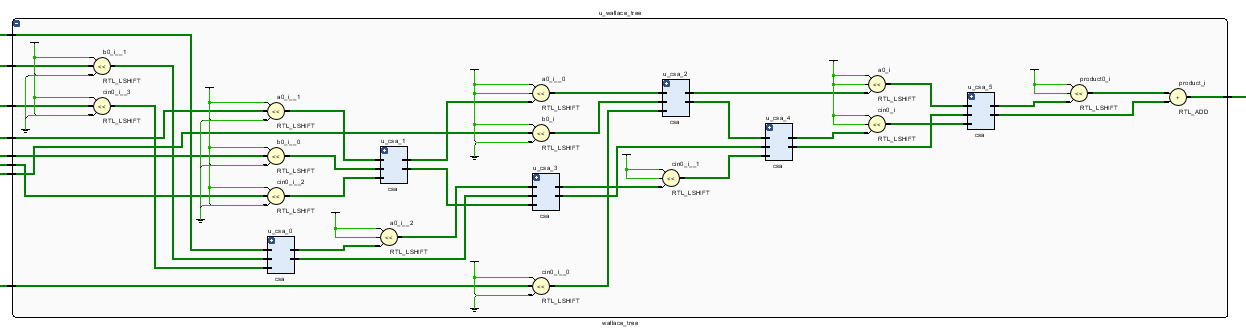 u_wallace_tree
b0_i__1
<<
RTL_LSHIFT
cin0_i__3
<<
RTL_LSHIFT
a0_i__1
<<
RTL_LSHIFT
b0_i__0
<<
RTL_LSHIFT
cin0_i__2
<<
RTL_LSHIFT
u_csa_0
csa
u_csa_1
csa
a0_i__2
<<
RTL_LSHIFT
a0_i__0
<<
RTL_LSHIFT
b0_i
<<
RTL_LSHIFT
u_csa_3
csa
cin0_i__0
<<
RTL_LSHIFT
u_csa_2
csa
cin0_i__1
<<
RTL_LSHIFT
u_csa_4
csa
a0_i
<<
RTL_LSHIFT
cin0_i
<<
RTL_LSHIFT
u_csa_5
csa
product0_i
<<
RTL_LSHIFT
product_i
+
RTL_ADD
wallace_tree